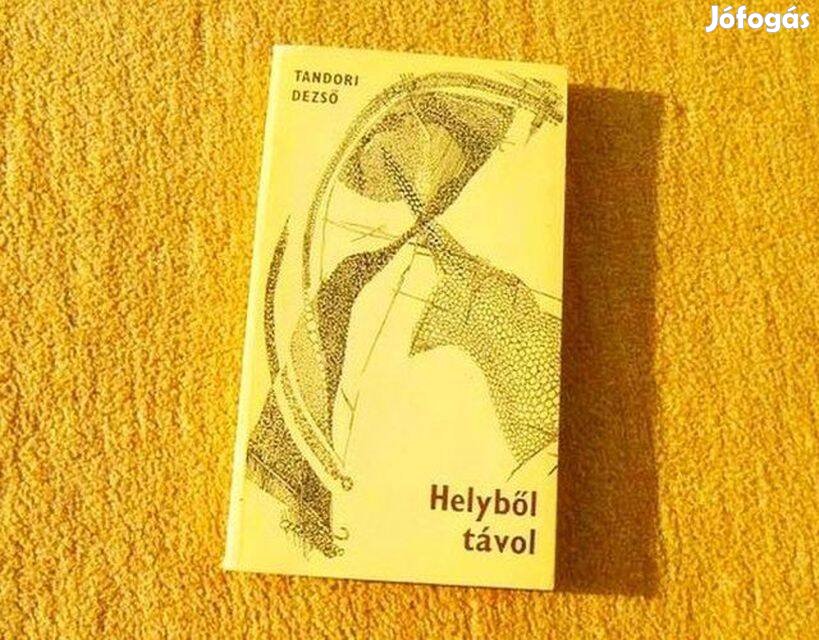 Jófogás
TANDORI
DEZSŐ
Helyből
távol